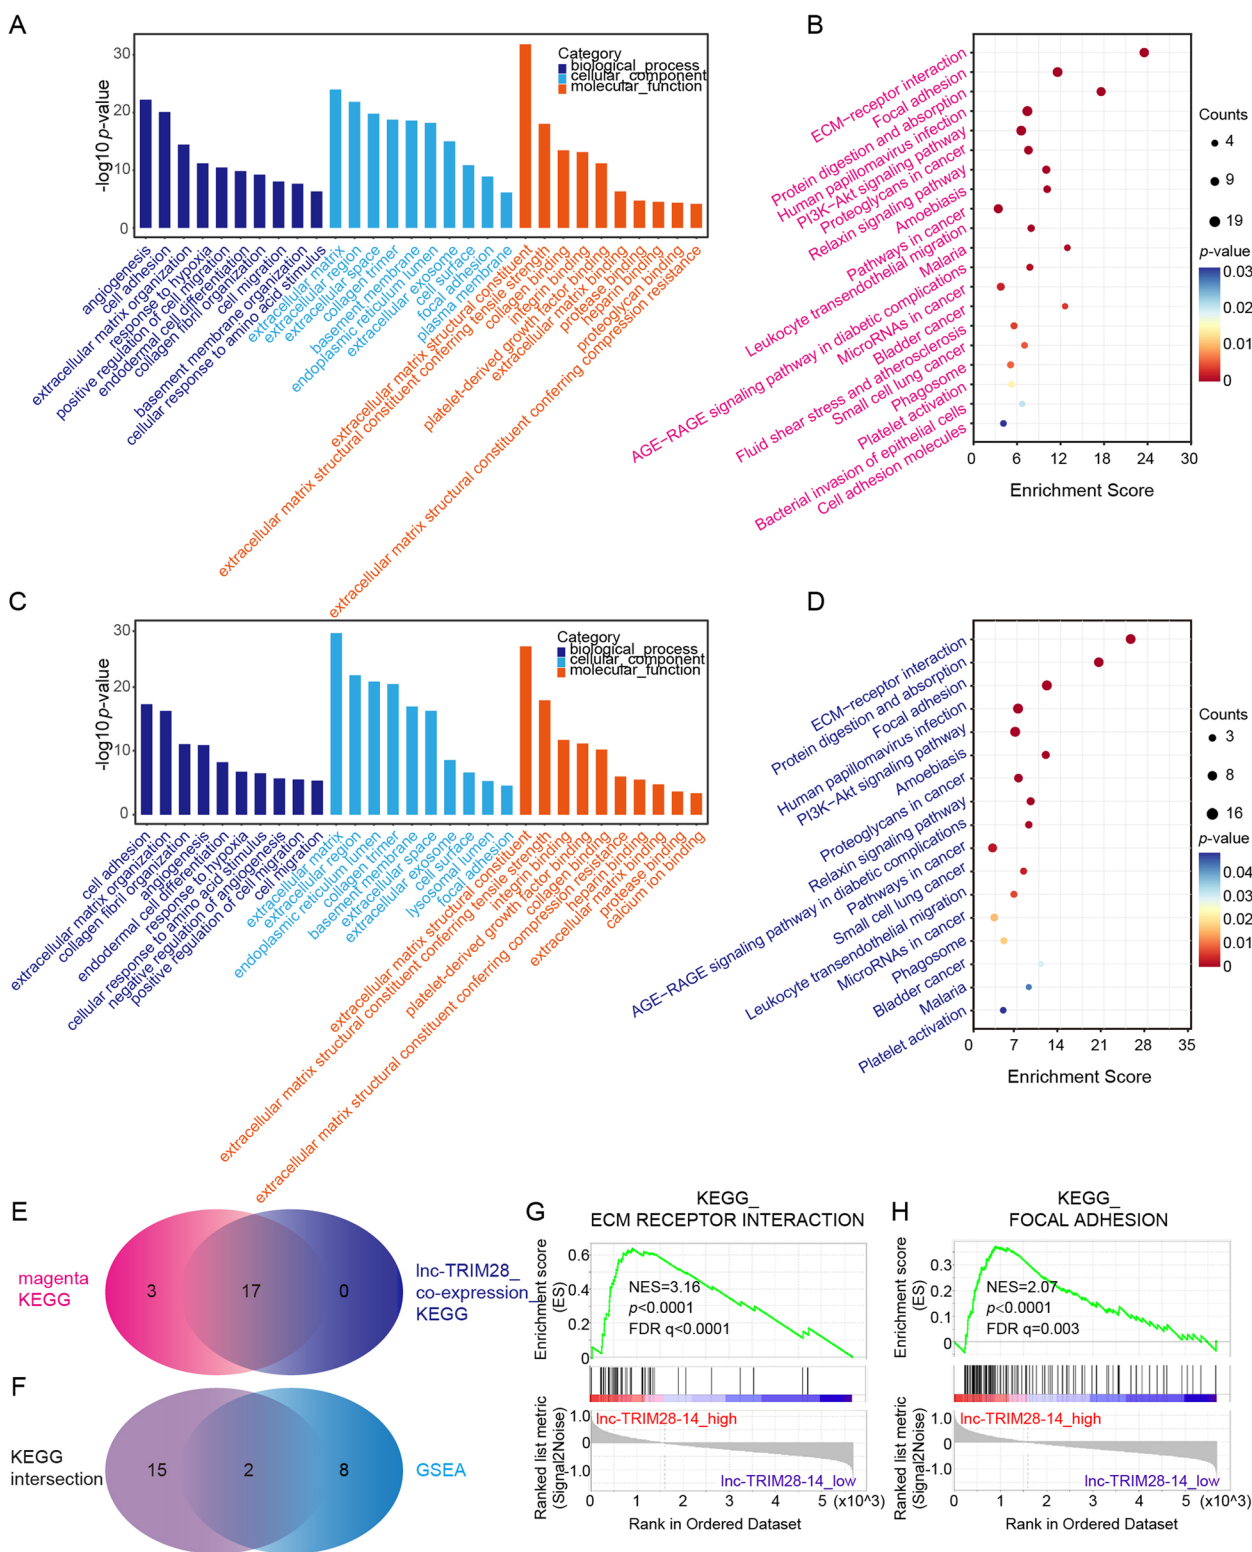 A
-log10 p-value
30
20
10
0
Category
biological_process
cellular_component
molecular_function
angiogenesis
cell adhesion
extracellular matrix organization
response to hypoxia
positive regulation of cell migration
endodermal cell differentiation
collagen fibril organization
cell migration
basement membrane organization
cellular response to amino acid stimulus
extracellular matrix
extracellular region
extracellular space
collagen trimer
basement membrane
endoplasmic reticulum lumen
extracellular exosome
cell surface
focal adhesion
plasma membrane
extracellular matrix structural constituent
extracellular matrix structural constituent conferring tensile strength
collagen binding
integrin binding
platelet-derived growth factor binding
extracellular matrix binding
protease binding
heparin binding
proteoglycan binding
extracellular matrix structural constituent conferring compression resistance
B
ECM-receptor interaction
Focal adhesion
Protein digestion and absorption
Human papillomavirus infection
PI3K-Akt signaling pathway
Proteoglycans in cancer
Relaxin signaling pathway
Amoebiasis
Pathways in cancer
Leukocyte transendothelial migration
Malaria
AGE-RAGE signaling pathway in diabetic complications
MicroRNAs in cancer
Bladder cancer
Fluid shear stress and atherosclerosis
Small cell lung cancer
Phagosome
Platelet activation
Bacterial invasion of epithelial cells
Cell adhesion molecules
0 6 12 18 24 30
Enrichment Score
Counts
4
9
19
p-value
0.03
0.02
0.01
0
C
-log10 p-value
30
20
10
0
Category
biological_process
cellular_component
molecular_function
cell adhesion
extracellular matrix organization
collagen fibril organization
angiogenesis
endodermal cell differentiation
response to hypoxia
cellular response to amino acid stimulus
negative regulation of angiogenesis
positive regulation of cell migration
cell migration
extracellular matrix
extracellular region
endoplasmic reticulum lumen
collagen trimer
basement membrane
extracellular space
extracellular exosome
cell surface
lysosomal lumen
focal adhesion
extracellular matrix structural constituent
extracellular matrix structural constituent conferring tensile strength
integrin binding
platelet-derived growth factor binding
collagen binding
extracellular matrix structural constituent conferring compression resistance
heparin binding
extracellular matrix binding
protease binding
calcium ion binding
D
ECM-receptor interaction
Protein digestion and absorption
Focal adhesion
Human papillomavirus infection
PI3K-Akt signaling pathway
Amoebiasis
Proteoglycans in cancer
Relaxin signaling pathway
AGE-RAGE signaling pathway in diabetic complications
Pathways in cancer
Small cell lung cancer
Leukocyte transendothelial migration
MicroRNAs in cancer
Phagosome
Bladder cancer
Malaria
Platelet activation
0 7 14 21 28 35
Enrichment Score
Counts
3
8
16
p-value
0.04
0.03
0.02
0.01
0
E
magenta
KEGG
3
17
0
lnc-TRIM28_
co-expression_
KEGG
F
KEGG
intersection
15
2
8
GSEA
G
KEGG_
ECM RECEPTOR INTERACTION
Enrichment score
(ES)
0.6
0.4
0.2
0
NES=3.16
p<0.0001
FDR q<0.0001
Ranked list metric
(Signal2Noise)
1.0
0
-1.0
lnc-TRIM28-14_high
lnc-TRIM28-14_low
0 1 2 3 4 5 (x10^3)
Rank in Ordered Dataset
H
KEGG_
FOCAL ADHESION
Enrichment score
(ES)
0.3
0.2
0.1
0
NES=2.07
p<0.0001
FDR q=0.003
Ranked list metric
(Signal2Noise)
1.0
0
-1.0
lnc-TRIM28-14_high
lnc-TRIM28-14_low
0 1 2 3 4 5 (x10^3)
Rank in Ordered Dataset